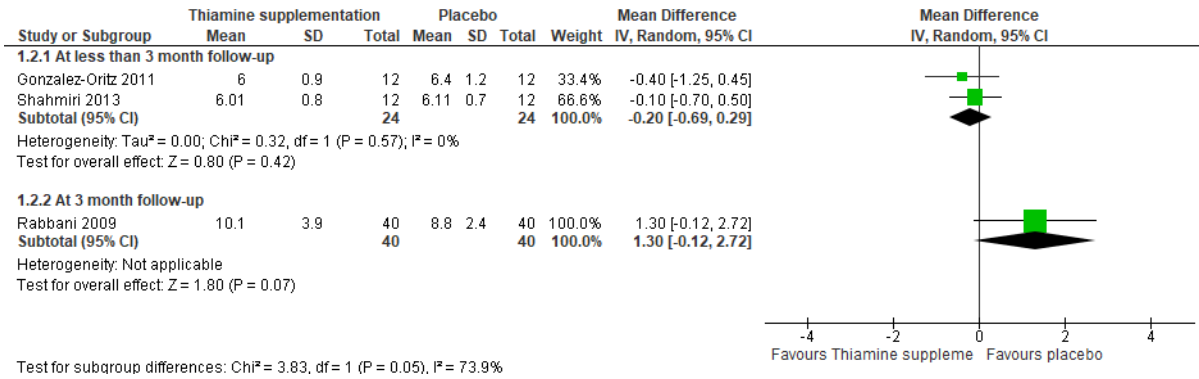 Thiamine supplementation Placebo Mean Difference Mean Difference
Study or Subgroup Mean SD Total Mean SD Total Weight IV, Random, 95% CI IV, Random, 95% CI
1.2.1 At less than 3 month follow-up
Gonzalez-Oritz 2011 6 0.9 12 6.4 1.2 12 33.4% -0.40 [-1.25, 0.45]
Shahmiri 2013 6.01 0.8 12 6.11 0.7 12 66.6% -0.10 [-0.70, 0.50]
Subtotal (95% CI) 24 24 100.0% -0.20 [-0.69, 0.29]
Heterogeneity: Tau² = 0.00; Chi² = 0.32, df = 1 (P = 0.57); I² = 0%
Test for overall effect: Z = 0.80 (P = 0.42)
1.2.2 At 3 month follow-up
Rabbani 2009 10.1 3.9 40 8.8 2.4 40 100.0% 1.30 [-0.12, 2.72]
Subtotal (95% CI) 40 40 100.0% 1.30 [-0.12, 2.72]
Heterogeneity: Not applicable
Test for overall effect: Z = 1.80 (P = 0.07)
-4 -2 0 2 4
Favours Thiamine suppleme Favours placebo
Test for subgroup differences: Chi² = 3.83, df = 1 (P = 0.05), I² = 73.9%